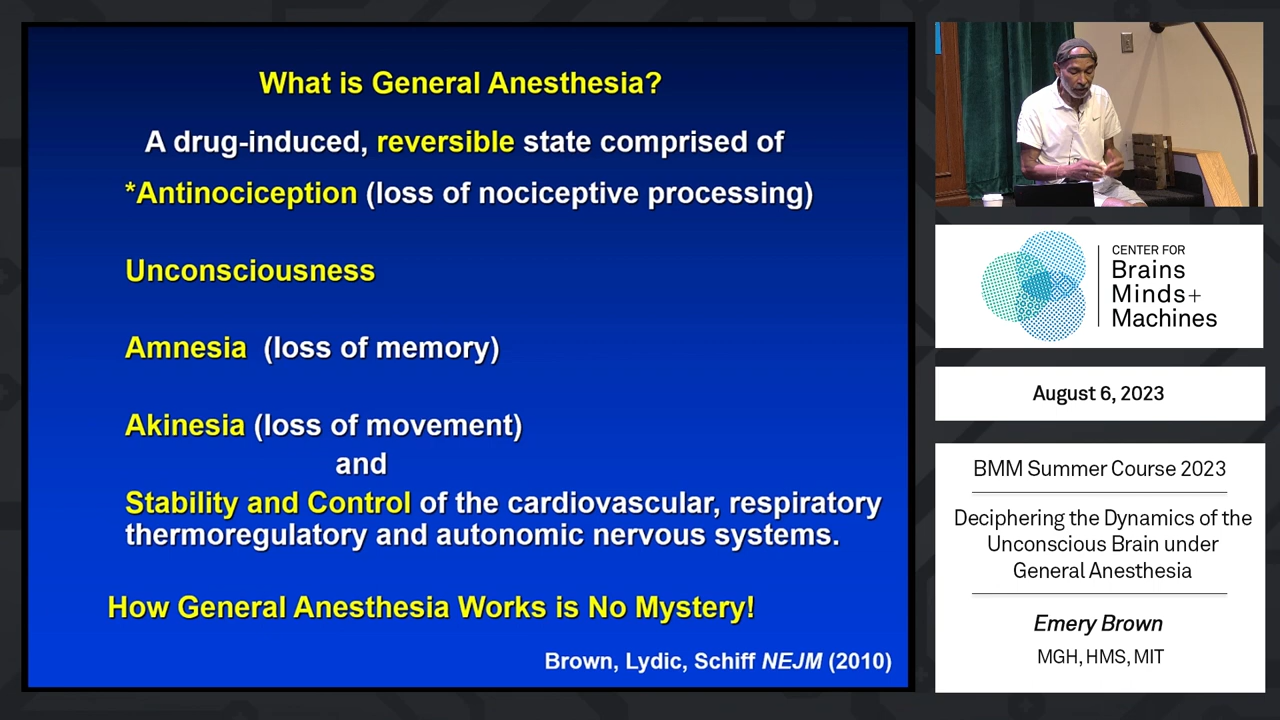 What is General Anesthesia?
A drug-induced, reversible state comprised of
*Antinociception (loss of nociceptive processing)
Unconsciousness
Amnesia (loss of memory)
Akinesia (loss of movement)
and
Stability and Control of the cardiovascular, respiratory
thermoregulatory and autonomic nervous systems.
How General Anesthesia Works is No Mystery!
Brown, Lydic, Schiff NEJM (2010)
CENTER FOR
Brains
Minds+
Machines
August 6, 2023
BMM Summer Course 2023
Deciphering the Dynamics of the
Unconscious Brain under
General Anesthesia
Emery Brown
MGH, HMS, MIT